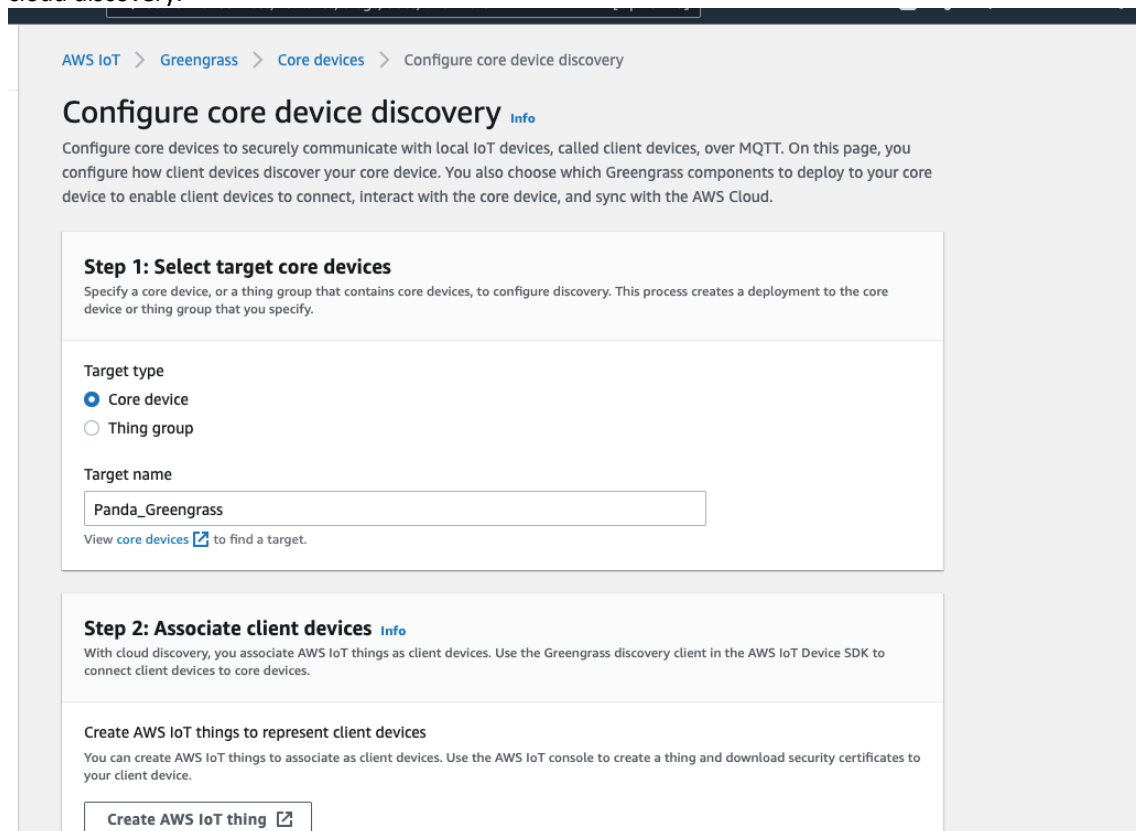 cloud discovery.
AWS IoT > Greengrass > Core devices > Configure core device discovery
Configure core device discovery Info
Configure core devices to securely communicate with local IoT devices, called client devices, over MQTT. On this page, you
configure how client devices discover your core device. You also choose which Greengrass components to deploy to your core
device to enable client devices to connect, interact with the core device, and sync with the AWS Cloud.
Step 1: Select target core devices
Specify a core device, or a thing group that contains core devices, to configure discovery. This process creates a deployment to the core
device or thing group that you specify.
Target type
Core device
Thing group
Target name
Panda_Greengrass
View core devices to find a target.
Step 2: Associate client devices Info
With cloud discovery, you associate AWS IoT things as client devices. Use the Greengrass discovery client in the AWS IoT Device SDK to
connect client devices to core devices.
Create AWS IoT things to represent client devices
You can create AWS IoT things to associate as client devices. Use the AWS IoT console to create a thing and download security certificates to
your client device.
Create AWS IoT thing